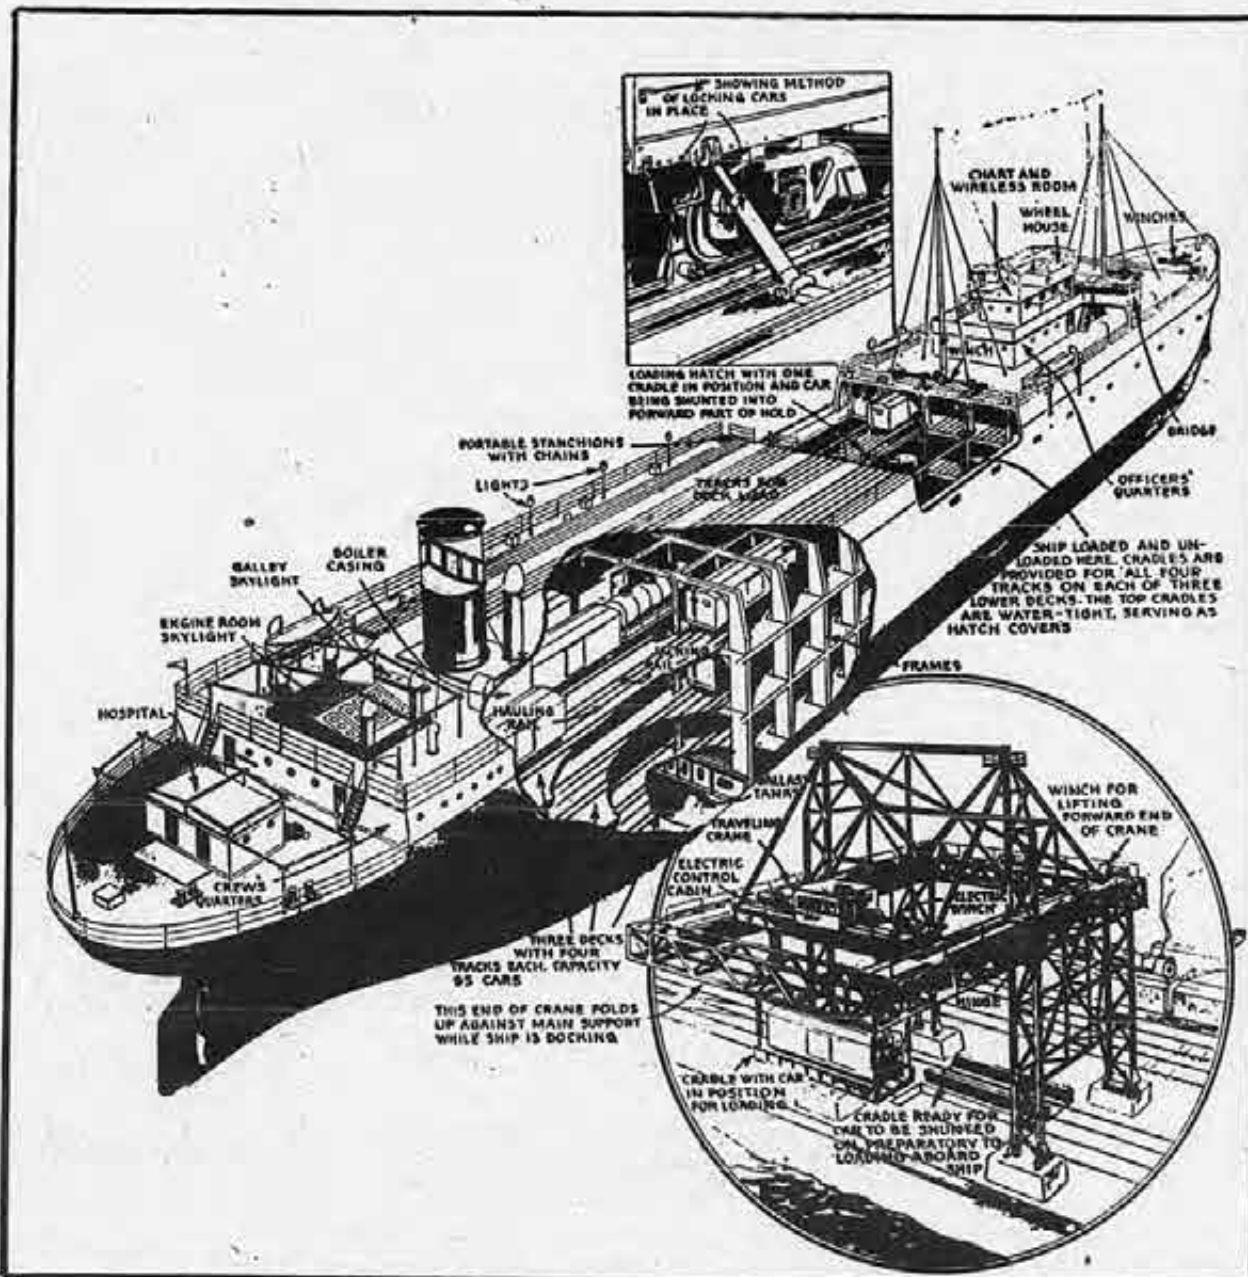 SHOWING METHOD
OF LOCKING CARS
IN PLACE
CHART AND
WIRELESS ROOM
WHEEL
HOUSE
WINCHES
WINCH
LOADING HATCH WITH ONE
CRADLE IN POSITION AND CAR
BEING SHUNTED INTO
FORWARD PART OF HOLD
BRIDGE
OFFICERS'
QUARTERS
PORTABLE STANCHIONS
WITH CHAINS
LIGHTS
TRACKS FOR
DECK LOAD
SHIP LOADED AND UN-
LOADED HERE. CRADLES ARE
PROVIDED FOR ALL FOUR
TRACKS ON EACH OF THREE
LOWER DECKS. THE TOP CRADLES
ARE WATER-TIGHT, SERVING AS
HATCH COVERS
BOILER
CASING
GALLEY
SKYLIGHT
ENGINE ROOM
SKYLIGHT
HOSPITAL
HAULING
RAIL
RAIL
FRAMES
BALLAST
TANKS
CREW'S
QUARTERS
THREE DECKS
WITH FOUR
TRACKS EACH. CAPACITY
95 CARS
THIS END OF CRANE FOLDS
UP AGAINST MAIN SUPPORT
WHILE SHIP IS DOCKING
TRAVELING
CRANE
ELECTRIC
CONTROL
CABIN
WINCH FOR
LIFTING
FORWARD END
OF CRANE
ELECTRIC
WINCH
HINGE
CRADLE WITH CAR
IN POSITION
FOR LOADING
CRADLE READY FOR
CAR TO BE SHUNTED
ON, PREPARATORY TO
LOADING ABOARD
SHIP